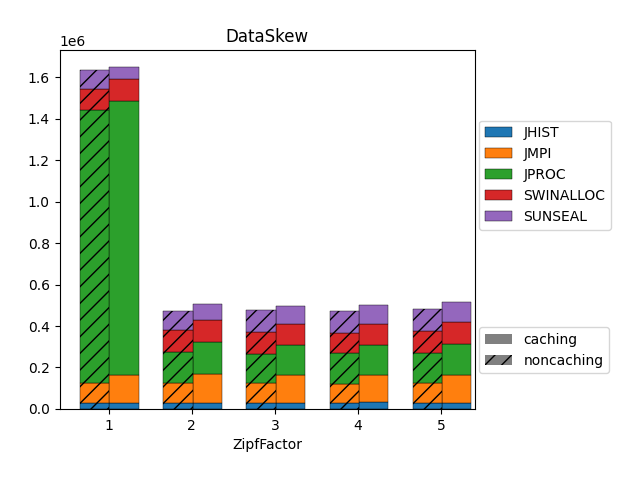 DataSkew
1e6
1.6
1.4
1.2
1.0
0.8
0.6
0.4
0.2
0.0
1 2 3 4 5
ZipfFactor
JHIST
JMPI
JPROC
SWINALLOC
SUNSEAL
caching
noncaching